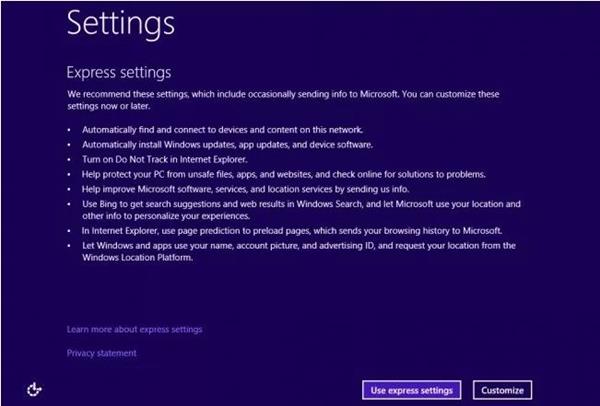 Settings
Express settings
We recommend these settings, which include occasionally sending info to Microsoft. You can customize these
settings now or later.
• Automatically find and connect to devices and content on this network.
• Automatically install Windows updates, app updates, and device software.
• Turn on Do Not Track in Internet Explorer.
• Help protect your PC from unsafe files, apps, and websites, and check online for solutions to problems.
• Help improve Microsoft software, services, and location services by sending us info.
• Use Bing to get search suggestions and web results in Windows Search, and let Microsoft use your location and
other info to personalize your experiences.
• In Internet Explorer, use page prediction to preload pages, which sends your browsing history to Microsoft.
• Let Windows and apps use your name, account picture, and advertising ID, and request your location from the
Windows Location Platform.
Learn more about express settings
Privacy statement
Use express settings
Customize